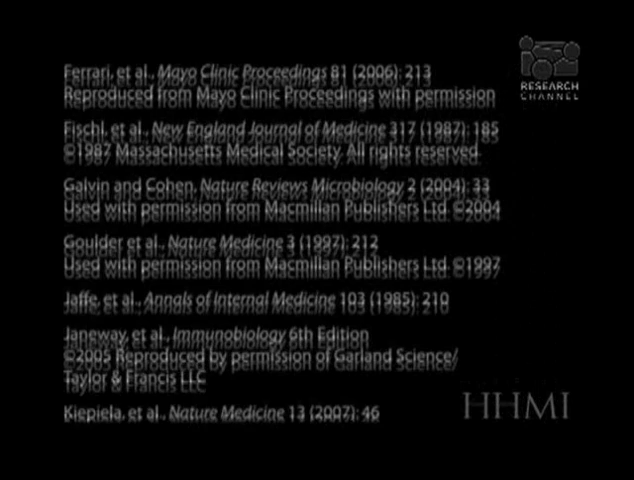 Ferrari, et al., Mayo Clinic Proceedings 81 (2006): 213
Reproduced from Mayo Clinic Proceedings with permission
Fischl, et al., New England Journal of Medicine 317 (1987): 185
©1987 Massachusetts Medical Society. All rights reserved.
Galvin and Cohen, Nature Reviews Microbiology 2 (2004): 33
Used with permission from Macmillan Publishers Ltd. ©2004
Goulder et al., Nature Medicine 3 (1997): 212
Used with permission from Macmillan Publishers Ltd. ©1997
Jaffe, et al., Annals of Internal Medicine 103 (1985): 210
Janeway, et al., Immunobiology 6th Edition
©2005 Reproduced by permission of Garland Science/
Taylor & Francis LLC
Kiepiela, et al., Nature Medicine 13 (2007): 46
RESEARCH
CHANNEL
HHMI